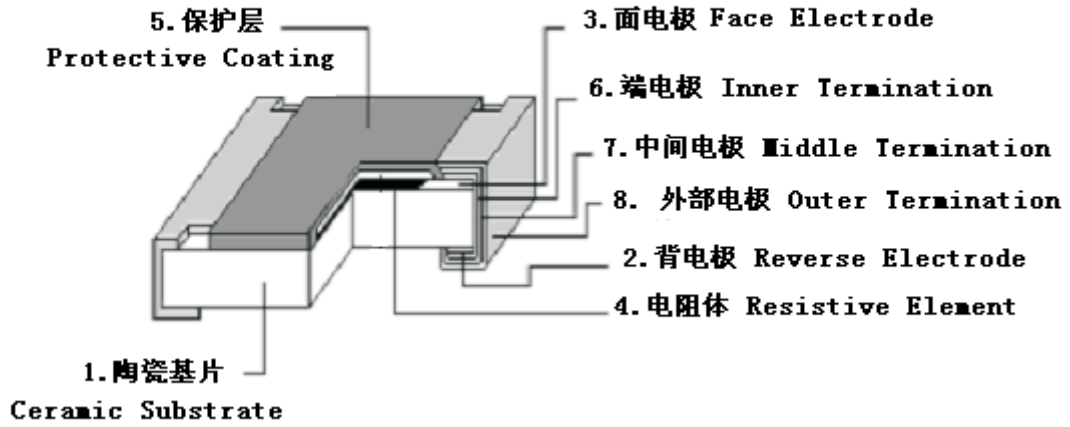 5.保护层
Protective Coating
3.面电极 Face Electrode
6.端电极 Inner Termination
7.中间电极 Middle Termination
8. 外部电极 Outer Termination
2.背电极 Reverse Electrode
4.电阻体 Resistive Element
1.陶瓷基片
Ceramic Substrate